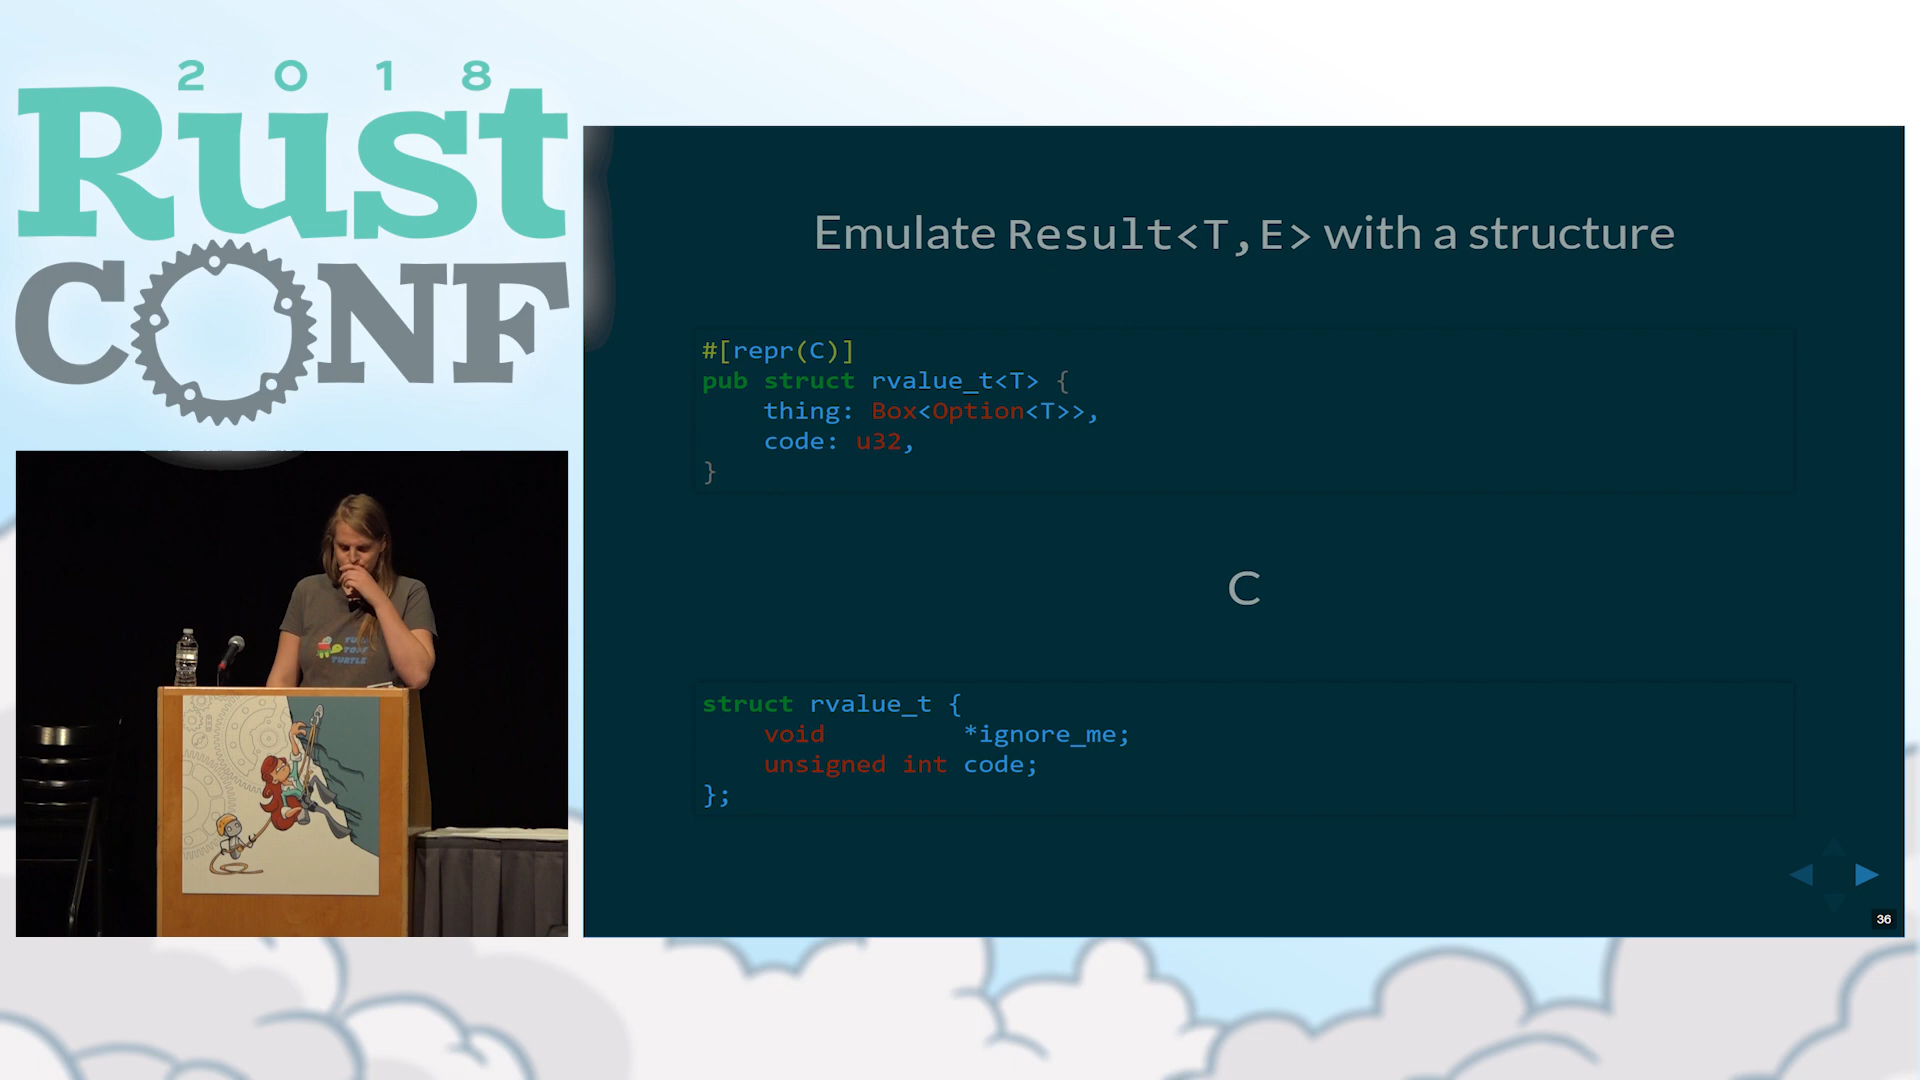 2018
Rust
CONF
Emulate Result<T,E> with a structure
#[repr(C)]
pub struct rvalue_t<T> {
    thing: Box<Option<T>>,
    code: u32,
}
C
struct rvalue_t {
    void         *ignore_me;
    unsigned int code;
};
36
TURTLE